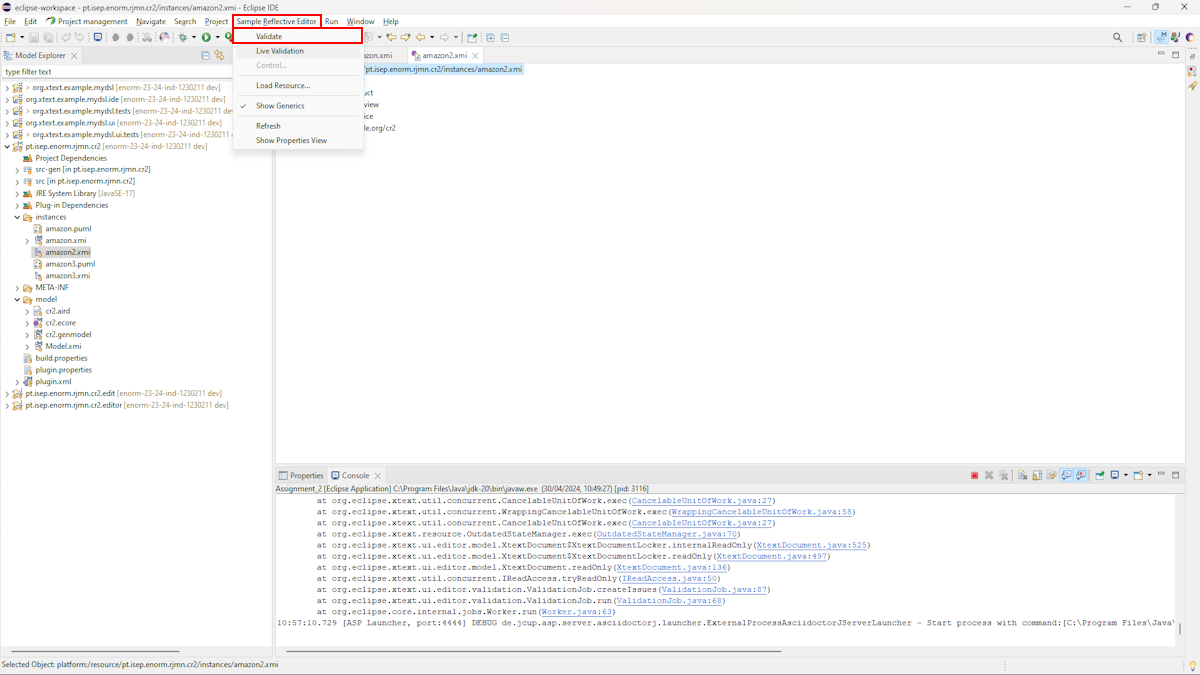 eclipse-workspace - pt.isep.enorm.rjmn.cr2/instances/amazon2.xmi - Eclipse IDE
File Edit Project management Navigate Search Project Sample Reflective Editor Run Window Help
Validate
Live Validation
Control...
Load Resource...
Show Generics
Refresh
Show Properties View
Model Explorer
type filter text
> org.xtext.example.mydsl [enorm-23-24-ind-1230211 dev]
org.xtext.example.mydsl.ide [enorm-23-24-ind-1230211 dev]
> org.xtext.example.mydsl.tests [enorm-23-24-ind-1230211 de
org.xtext.example.mydsl.ui [enorm-23-24-ind-1230211 dev]
> org.xtext.example.mydsl.ui.tests [enorm-23-24-ind-1230211
pt.isep.enorm.rjmn.cr2 [enorm-23-24-ind-1230211 dev]
Project Dependencies
src-gen [in pt.isep.enorm.rjmn.cr2]
src [in pt.isep.enorm.rjmn.cr2]
JRE System Library [JavaSE-17]
Plug-in Dependencies
instances
amazon.puml
amazon.xmi
amazon2.xmi
amazon3.puml
amazon3.xmi
META-INF
model
cr2.aird
cr2.ecore
cr2.genmodel
Model.xmi
build.properties
plugin.properties
plugin.xml
pt.isep.enorm.rjmn.cr2.edit [enorm-23-24-ind-1230211 dev]
pt.isep.enorm.rjmn.cr2.editor [enorm-23-24-ind-1230211 dev]
zon.xmi
amazon2.xmi
/pt.isep.enorm.rjmn.cr2/instances/amazon2.xmi
uct
view
ice
le.org/cr2
Properties Console
Assignment_2 [Eclipse Application] C:\Program Files\Java\jdk-20\bin\javaw.exe (30/04/2024, 10:49:27) [pid: 3116]
at org.eclipse.xtext.util.concurrent.CancelableUnitOfWork.exec(CancelableUnitOfWork.java:27)
at org.eclipse.xtext.util.concurrent.WrappingCancelableUnitOfWork.exec(WrappingCancelableUnitOfWork.java:58)
at org.eclipse.xtext.util.concurrent.CancelableUnitOfWork.exec(CancelableUnitOfWork.java:27)
at org.eclipse.xtext.resource.OutdatedStateManager.exec(OutdatedStateManager.java:70)
at org.eclipse.xtext.ui.editor.model.XtextDocument$XtextDocumentLocker.internalReadOnly(XtextDocument.java:525)
at org.eclipse.xtext.ui.editor.model.XtextDocument$XtextDocumentLocker.readOnly(XtextDocument.java:497)
at org.eclipse.xtext.ui.editor.model.XtextDocument.readOnly(XtextDocument.java:136)
at org.eclipse.xtext.util.concurrent.IReadAccess.tryReadOnly(IReadAccess.java:50)
at org.eclipse.xtext.ui.editor.validation.ValidationJob.createIssues(ValidationJob.java:87)
at org.eclipse.xtext.ui.editor.validation.ValidationJob.run(ValidationJob.java:68)
at org.eclipse.core.internal.jobs.Worker.run(Worker.java:63)
10:57:10.729 [ASP Launcher, port:4444] DEBUG de.jcup.asp.server.asciidoctorj.launcher.ExternalProcessAsciidoctorJServerLauncher - Start process with command:[C:\Program Files\Java\
Selected Object: platform:/resource/pt.isep.enorm.rjmn.cr2/instances/amazon2.xmi